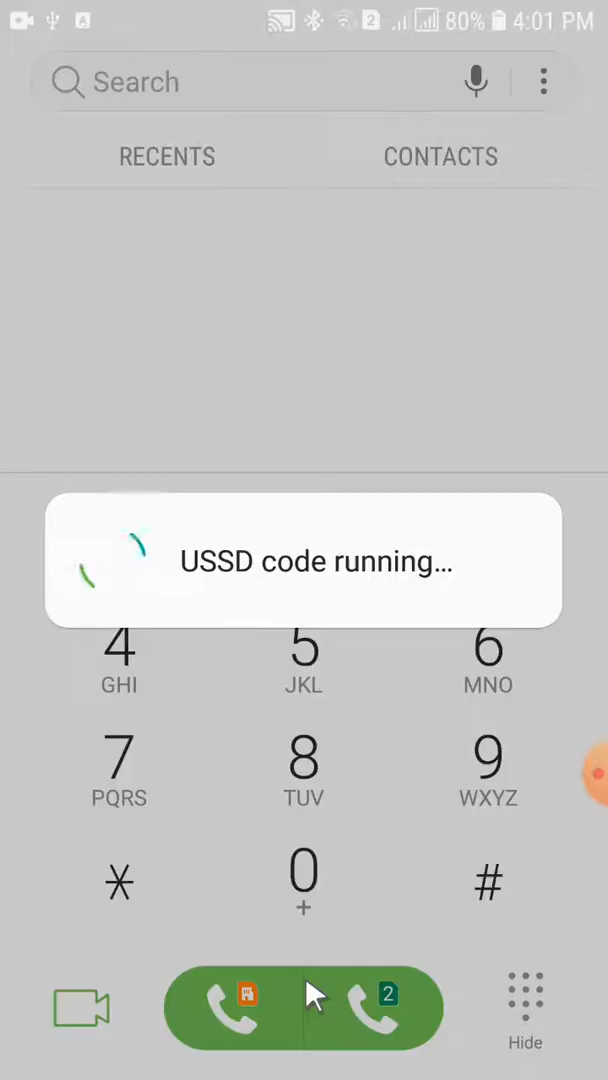 A 2 80% 4:01 PM
Search
RECENTS CONTACTS
USSD code running...
4 5 6
GHI JKL MNO
7 8 9
PQRS TUV WXYZ
* 0 #
+
2
Hide